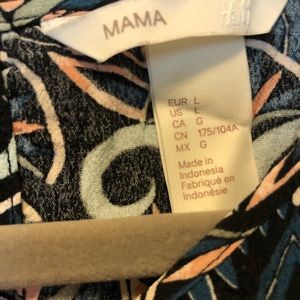 MAMA
H&M
EUR L
US L
CA G
CN 175/104A
MX G
Made in
Indonesia
Fabriqué en
Indonésie